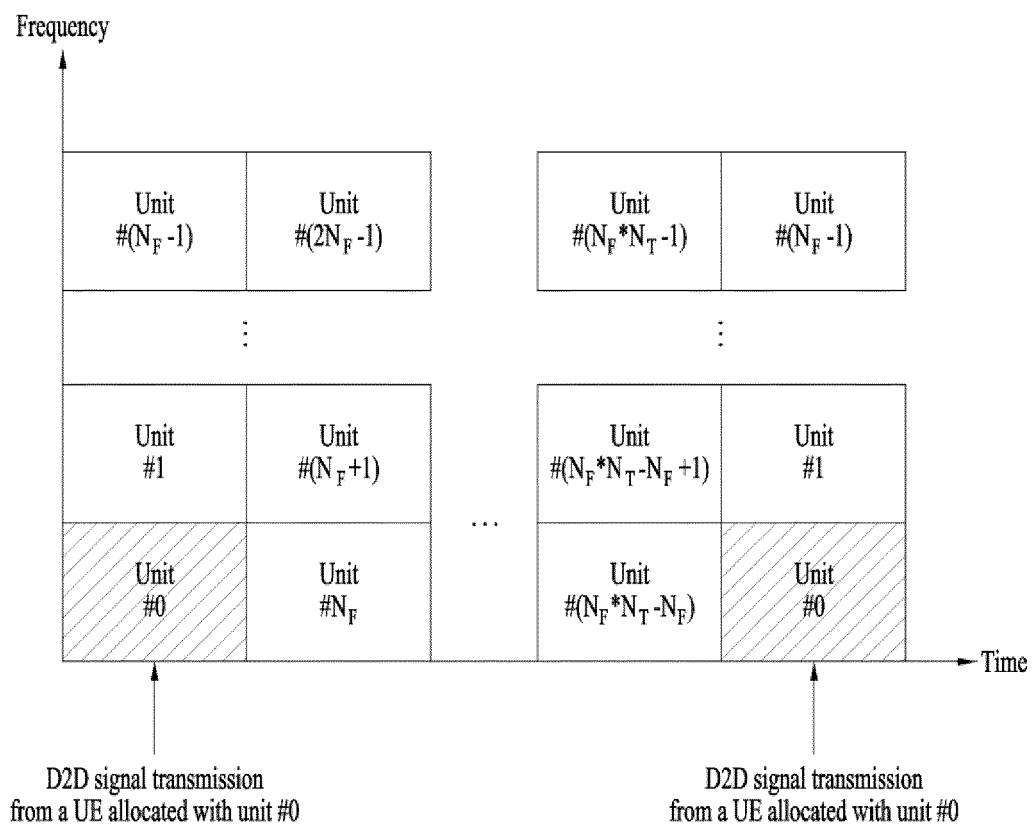 Frequency
Unit
#(N_F -1)
Unit
#(2N_F -1)
Unit
#(N_F*N_T -1)
Unit
#(N_F -1)
⋮
⋮
Unit
#1
Unit
#(N_F +1)
Unit
#(N_F*N_T -N_F +1)
Unit
#1
...
Unit
#0
Unit
#N_F
Unit
#(N_F*N_T -N_F)
Unit
#0
Time
D2D signal transmission
from a UE allocated with unit #0
D2D signal transmission
from a UE allocated with unit #0